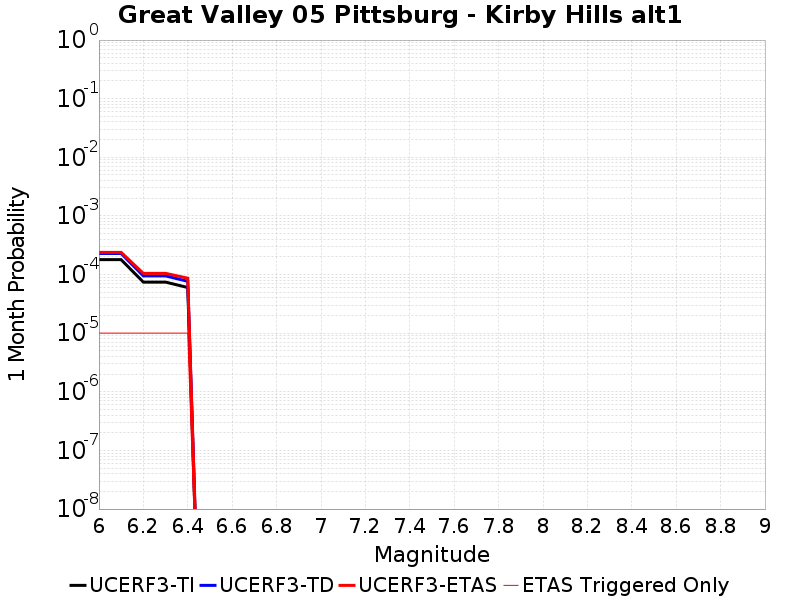 Great Valley 05 Pittsburg - Kirby Hills alt1
1 Month Probability
10^0
10^-1
10^-2
10^-3
10^-4
10^-5
10^-6
10^-7
10^-8
6 6.2 6.4 6.6 6.8 7 7.2 7.4 7.6 7.8 8 8.2 8.4 8.6 8.8 9
Magnitude
UCERF3-TI UCERF3-TD UCERF3-ETAS ETAS Triggered Only